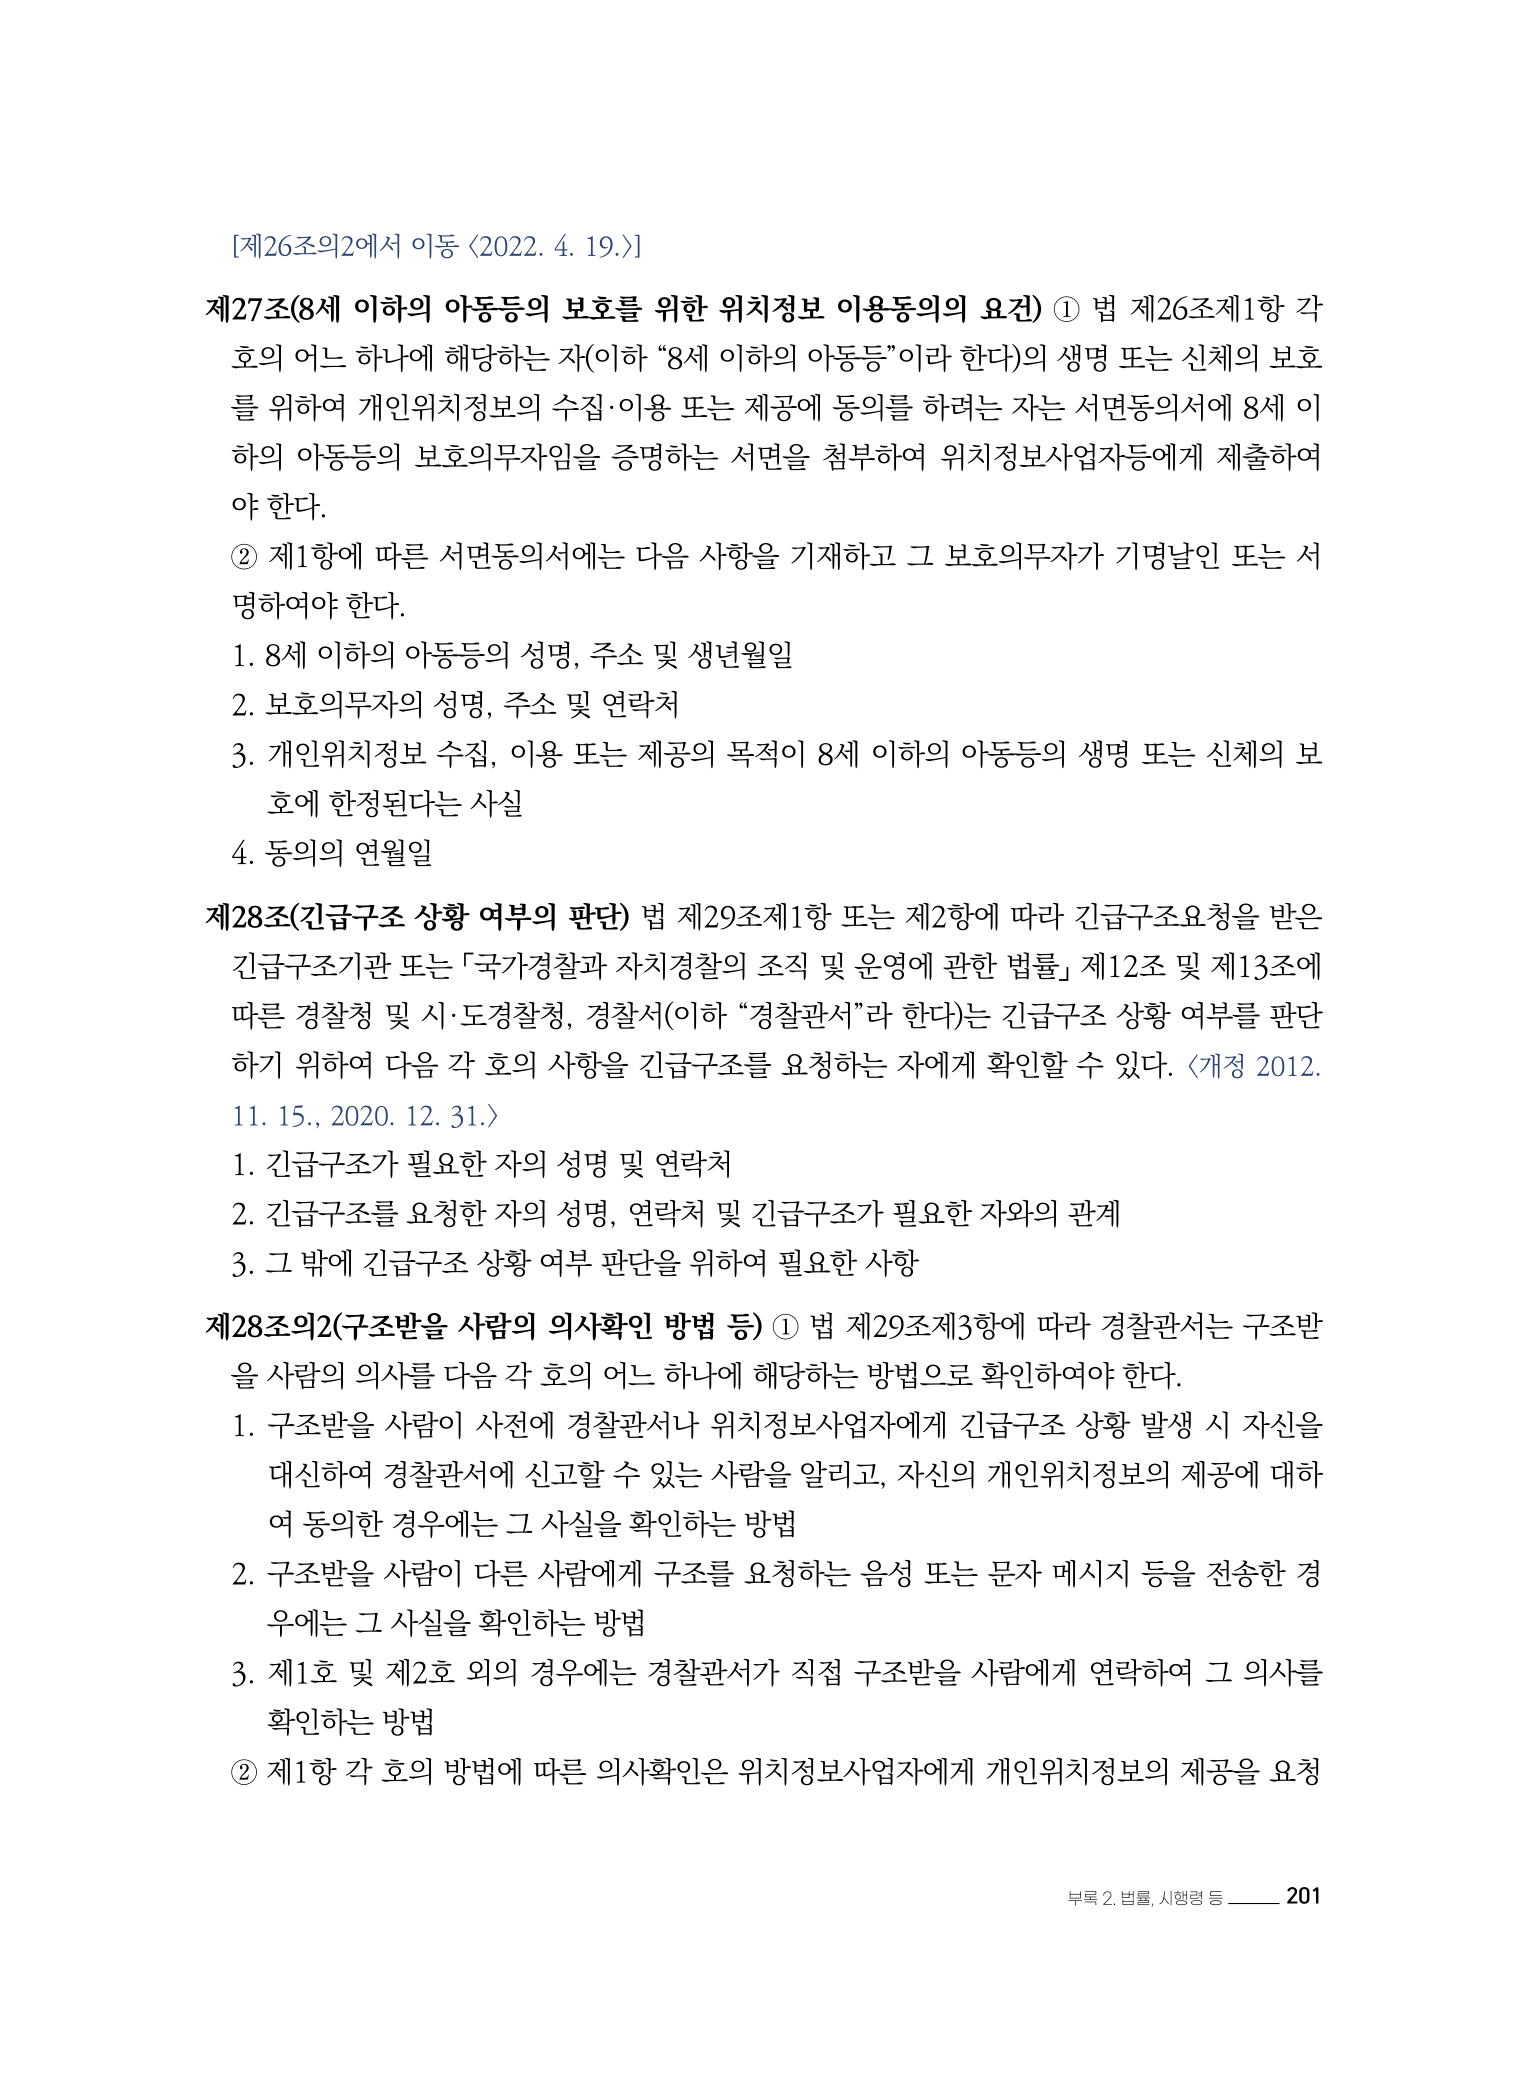 [제26조의2에서 이동 〈2022. 4. 19.〉]
제27조(8세 이하의 아동등의 보호를 위한 위치정보 이용동의의 요건) ① 법 제26조제1항 각
호의 어느 하나에 해당하는 자(이하 “8세 이하의 아동등”이라 한다)의 생명 또는 신체의 보호
를 위하여 개인위치정보의 수집·이용 또는 제공에 동의를 하려는 자는 서면동의서에 8세 이
하의 아동등의 보호의무자임을 증명하는 서면을 첨부하여 위치정보사업자등에게 제출하여
야 한다.
② 제1항에 따른 서면동의서에는 다음 사항을 기재하고 그 보호의무자가 기명날인 또는 서
명하여야 한다.
1. 8세 이하의 아동등의 성명, 주소 및 생년월일
2. 보호의무자의 성명, 주소 및 연락처
3. 개인위치정보 수집, 이용 또는 제공의 목적이 8세 이하의 아동등의 생명 또는 신체의 보
호에 한정된다는 사실
4. 동의의 연월일
제28조(긴급구조 상황 여부의 판단) 법 제29조제1항 또는 제2항에 따라 긴급구조요청을 받은
긴급구조기관 또는 「국가경찰과 자치경찰의 조직 및 운영에 관한 법률」 제12조 및 제13조에
따른 경찰청 및 시·도경찰청, 경찰서(이하 “경찰관서”라 한다)는 긴급구조 상황 여부를 판단
하기 위하여 다음 각 호의 사항을 긴급구조를 요청하는 자에게 확인할 수 있다. 〈개정 2012.
11. 15., 2020. 12. 31.〉
1. 긴급구조가 필요한 자의 성명 및 연락처
2. 긴급구조를 요청한 자의 성명, 연락처 및 긴급구조가 필요한 자와의 관계
3. 그 밖에 긴급구조 상황 여부 판단을 위하여 필요한 사항
제28조의2(구조받을 사람의 의사확인 방법 등) ① 법 제29조제3항에 따라 경찰관서는 구조받
을 사람의 의사를 다음 각 호의 어느 하나에 해당하는 방법으로 확인하여야 한다.
1. 구조받을 사람이 사전에 경찰관서나 위치정보사업자에게 긴급구조 상황 발생 시 자신을
대신하여 경찰관서에 신고할 수 있는 사람을 알리고, 자신의 개인위치정보의 제공에 대하
여 동의한 경우에는 그 사실을 확인하는 방법
2. 구조받을 사람이 다른 사람에게 구조를 요청하는 음성 또는 문자 메시지 등을 전송한 경
우에는 그 사실을 확인하는 방법
3. 제1호 및 제2호 외의 경우에는 경찰관서가 직접 구조받을 사람에게 연락하여 그 의사를
확인하는 방법
② 제1항 각 호의 방법에 따른 의사확인은 위치정보사업자에게 개인위치정보의 제공을 요청
부록 2. 법률, 시행령 등 201